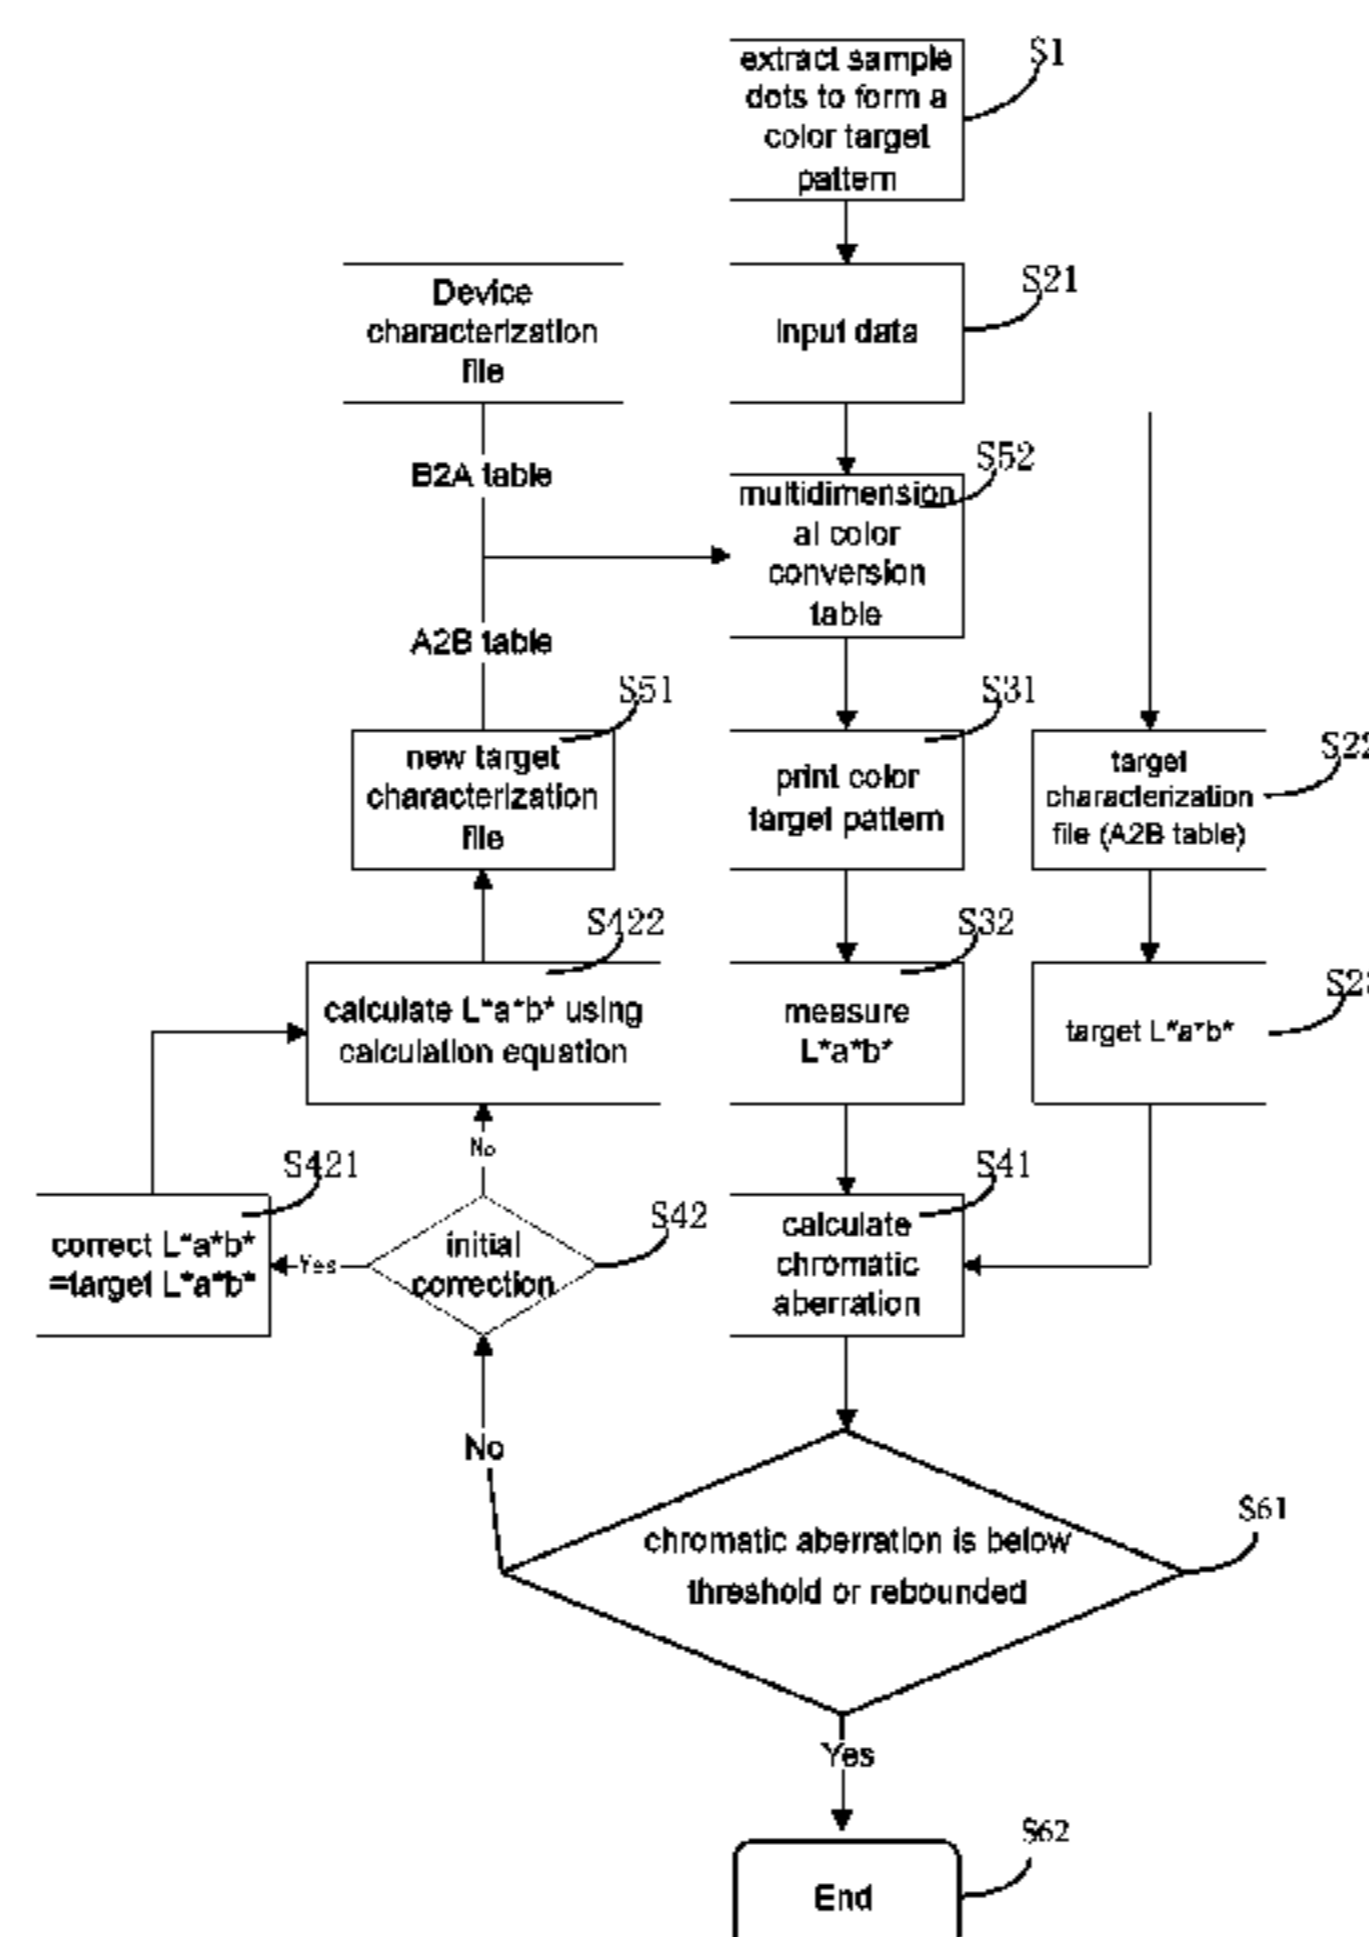 extract sample
dots to form a
color target
pattern
S1
Device
characterization
file
Input data
S21
B2A table
multidimension
al color
conversion
table
S52
A2B table
new target
characterization
file
S51
print color
target pattern
S31
target
characterization
file (A2B table)
S22
calculate L*a*b* using
calculation equation
S422
measure
L*a*b*
S32
target L*a*b*
No
correct L*a*b*
=target L*a*b*
S421
Yes
initial
correction
S42
calculate
chromatic
aberration
S41
No
chromatic aberration is below
threshold or rebounded
S61
Yes
End
S62